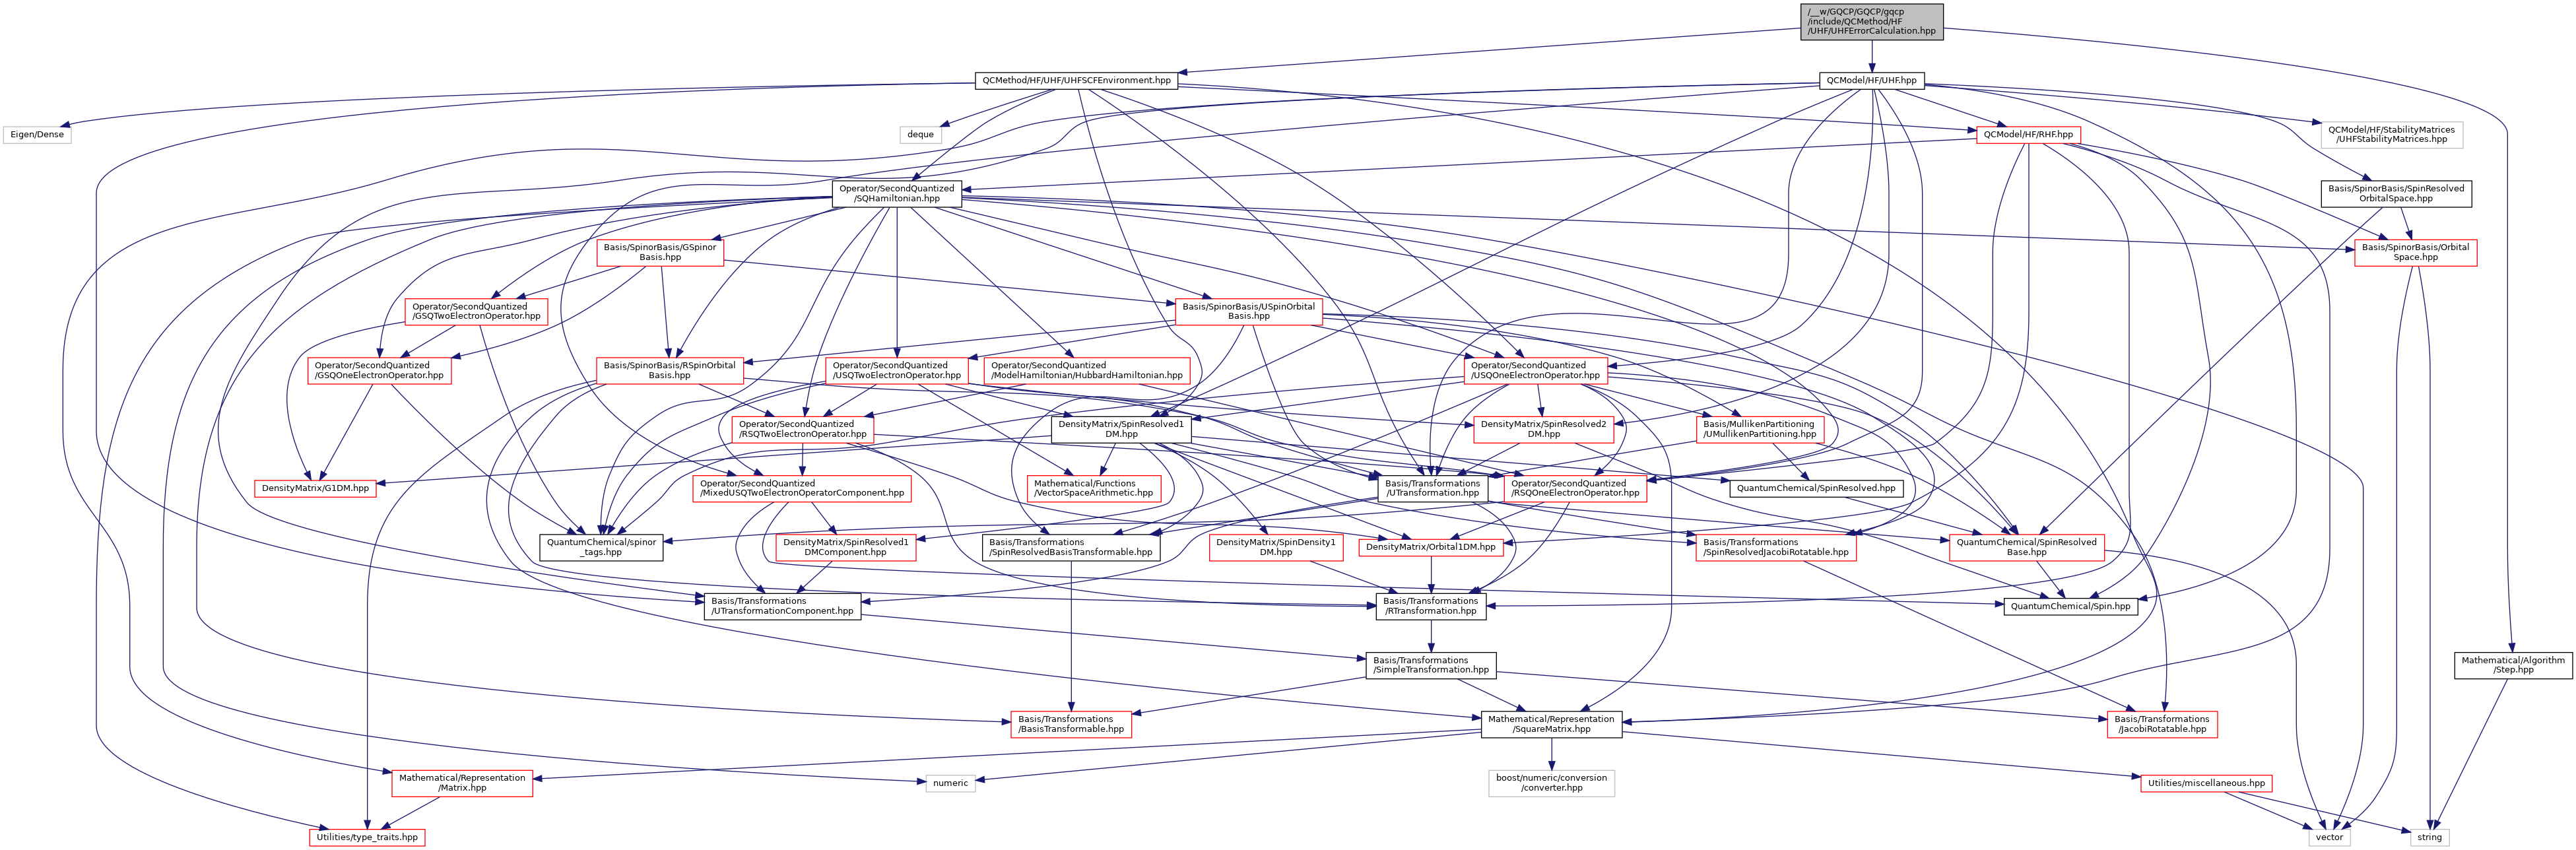 /__w/GQCP/GQCP/gqcp
/include/QCMethod/HF
/UHF/UHFErrorCalculation.hpp
QCMethod/HF/UHF/UHFSCFEnvironment.hpp
QCModel/HF/UHF.hpp
Eigen/Dense
deque
QCModel/HF/RHF.hpp
QCModel/HF/StabilityMatrices
/UHFStabilityMatrices.hpp
Operator/SecondQuantized
/SQHamiltonian.hpp
Basis/SpinorBasis/SpinResolved
OrbitalSpace.hpp
Basis/SpinorBasis/GSpinor
Basis.hpp
Basis/SpinorBasis/Orbital
Space.hpp
Operator/SecondQuantized
/GSQTwoElectronOperator.hpp
Basis/SpinorBasis/USpinOrbital
Basis.hpp
Operator/SecondQuantized
/GSQOneElectronOperator.hpp
Basis/SpinorBasis/RSpinOrbital
Basis.hpp
Operator/SecondQuantized
/USQTwoElectronOperator.hpp
Operator/SecondQuantized
/ModelHamiltonian/HubbardHamiltonian.hpp
Operator/SecondQuantized
/USQOneElectronOperator.hpp
Operator/SecondQuantized
/RSQTwoElectronOperator.hpp
DensityMatrix/SpinResolved1
DM.hpp
DensityMatrix/SpinResolved2
DM.hpp
Basis/MullikenPartitioning
/UMullikenPartitioning.hpp
DensityMatrix/G1DM.hpp
Operator/SecondQuantized
/MixedUSQTwoElectronOperatorComponent.hpp
Mathematical/Functions
/VectorSpaceArithmetic.hpp
Basis/Transformations
/UTransformation.hpp
Operator/SecondQuantized
/RSQOneElectronOperator.hpp
QuantumChemical/SpinResolved.hpp
QuantumChemical/spinor
_tags.hpp
DensityMatrix/SpinResolved1
DMComponent.hpp
Basis/Transformations
/SpinResolvedBasisTransformable.hpp
DensityMatrix/SpinDensity1
DM.hpp
DensityMatrix/Orbital1DM.hpp
Basis/Transformations
/SpinResolvedJacobiRotatable.hpp
QuantumChemical/SpinResolved
Base.hpp
Basis/Transformations
/UTransformationComponent.hpp
Basis/Transformations
/RTransformation.hpp
QuantumChemical/Spin.hpp
Basis/Transformations
/SimpleTransformation.hpp
Mathematical/Algorithm
/Step.hpp
Basis/Transformations
/BasisTransformable.hpp
Mathematical/Representation
/SquareMatrix.hpp
Basis/Transformations
/JacobiRotatable.hpp
Mathematical/Representation
/Matrix.hpp
numeric
boost/numeric/conversion
/converter.hpp
Utilities/miscellaneous.hpp
Utilities/type_traits.hpp
vector
string